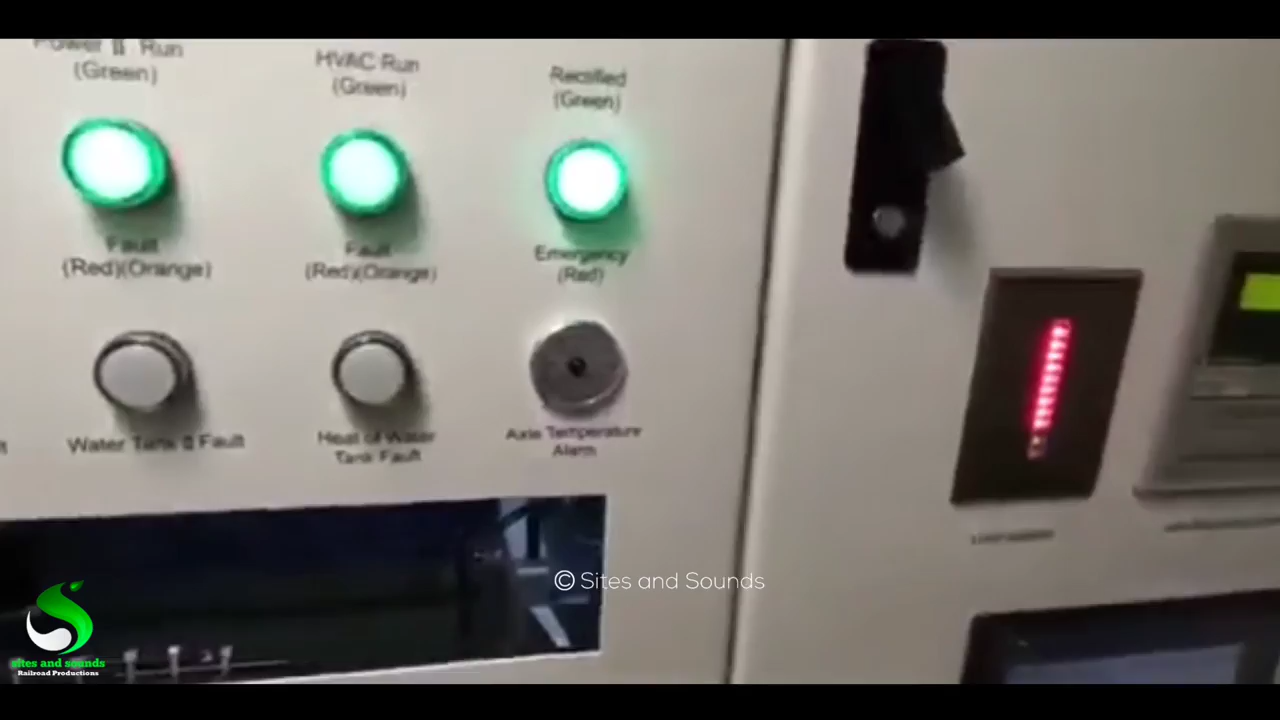 Power II Run
(Green)
HVAC Run
(Green)
Rectified
(Green)
Fault
(Red)(Orange)
Fault
(Red)(Orange)
Emergency
(Red)
Water Tank II Fault
Heat of Water
Tank Fault
Axle Temperature
Alarm
© Sites and Sounds
sites and sounds
Railroad Productions